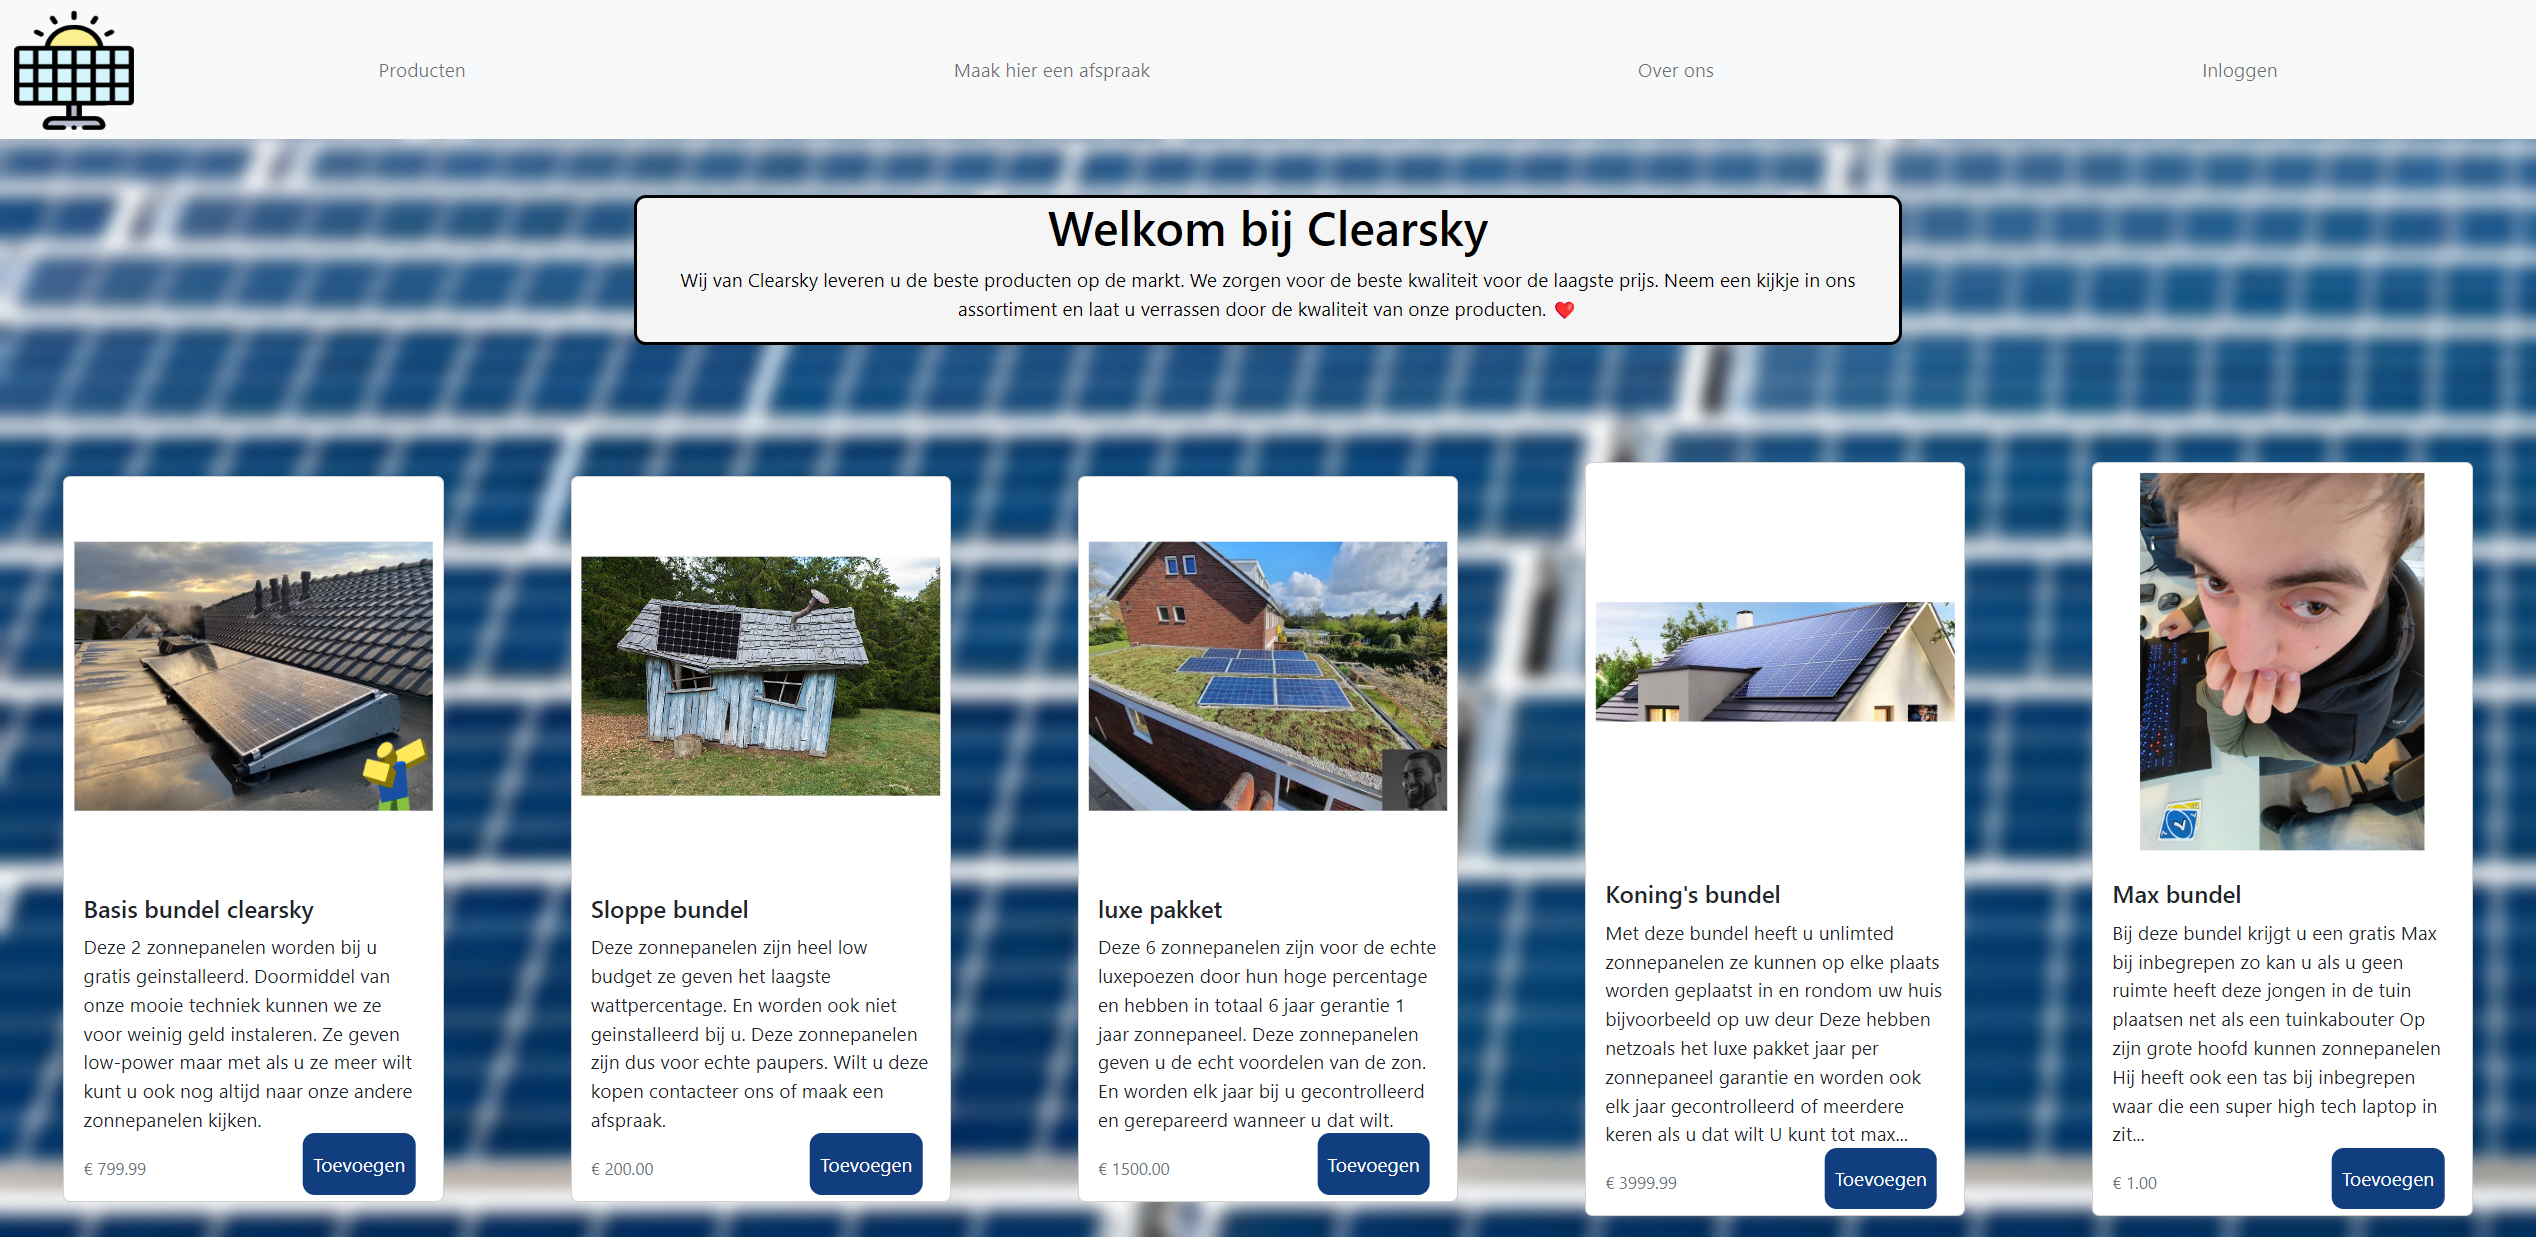 Producten
Maak hier een afspraak
Over ons
Inloggen
Welkom bij Clearsky
Wij van Clearsky leveren u de beste producten op de markt. We zorgen voor de beste kwaliteit voor de laagste prijs. Neem een kijkje in ons
assortiment en laat u verrassen door de kwaliteit van onze producten. ❤️
Basis bundel clearsky
Deze 2 zonnepanelen worden bij u
gratis geinstalleerd. Doormiddel van
onze mooie techniek kunnen we ze
voor weinig geld instaleren. Ze geven
low-power maar met als u ze meer wilt
kunt u ook nog altijd naar onze andere
zonnepanelen kijken.
€ 799.99
Toevoegen
Sloppe bundel
Deze zonnepanelen zijn heel low
budget ze geven het laagste
wattpercentage. En worden ook niet
geinstalleerd bij u. Deze zonnepanelen
zijn dus voor echte paupers. Wilt u deze
kopen contacteer ons of maak een
afspraak.
€ 200.00
Toevoegen
luxe pakket
Deze 6 zonnepanelen zijn voor de echte
luxepoezen door hun hoge percentage
en hebben in totaal 6 jaar gerantie 1
jaar zonnepaneel. Deze zonnepanelen
geven u de echt voordelen van de zon.
En worden elk jaar bij u gecontrolleerd
en gerepareerd wanneer u dat wilt.
€ 1500.00
Toevoegen
Koning's bundel
Met deze bundel heeft u unlimted
zonnepanelen ze kunnen op elke plaats
worden geplaatst in en rondom uw huis
bijvoorbeeld op uw deur Deze hebben
netzoals het luxe pakket jaar per
zonnepaneel garantie en worden ook
elk jaar gecontrolleerd of meerdere
keren als u dat wilt U kunt tot max...
€ 3999.99
Toevoegen
Max bundel
Bij deze bundel krijgt u een gratis Max
bij inbegrepen zo kan u als u geen
ruimte heeft deze jongen in de tuin
plaatsen net als een tuinkabouter Op
zijn grote hoofd kunnen zonnepanelen
Hij heeft ook een tas bij inbegrepen
waar die een super high tech laptop in
zit...
€ 1.00
Toevoegen